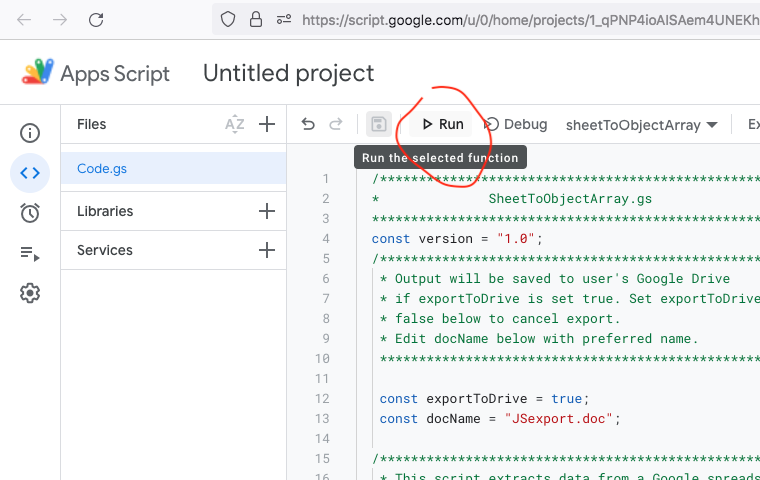 https://script.google.com/u/0/home/projects/1_qPNP4ioAISAem4UNEKh
Apps Script
Untitled project
Files
AZ
Run
Debug
sheetToObjectArray
Ex
Run the selected function
Code.gs
Libraries
Services
1 /**************************************************
2 * SheetToObjectArray.gs
3 ***************************************************
4 const version = "1.0";
5 /**************************************************
6 * Output will be saved to user's Google Drive
7 * if exportToDrive is set true. Set exportToDrive
8 * false below to cancel export.
9 * Edit docName below with preferred name.
10 **************************************************
11
12 const exportToDrive = true;
13 const docName = "JSexport.doc";
14
15 /**************************************************
16 * This script extracts data from a Google spreads